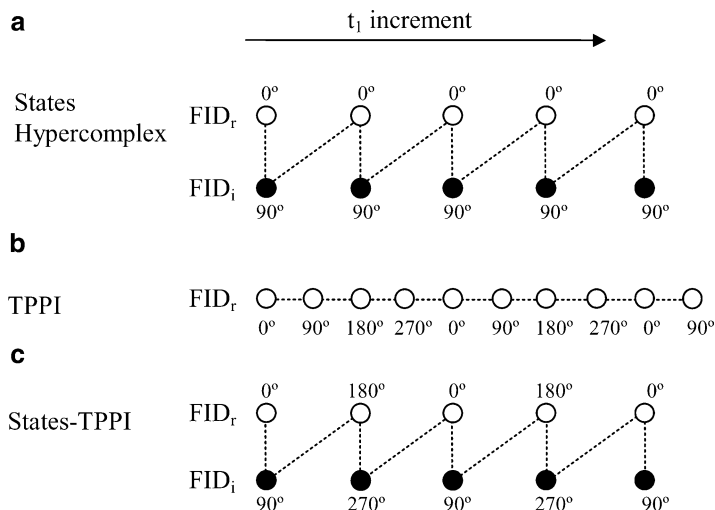 a
t₁ increment
0º 0º 0º 0º 0º
States
Hypercomplex
FIDᵣ
FIDᵢ
90º 90º 90º 90º 90º
b
TPPI
FIDᵣ
0º 90º 180º 270º 0º 90º 180º 270º 0º 90º
c
0º 180º 0º 180º 0º
States-TPPI
FIDᵣ
FIDᵢ
90º 270º 90º 270º 90º